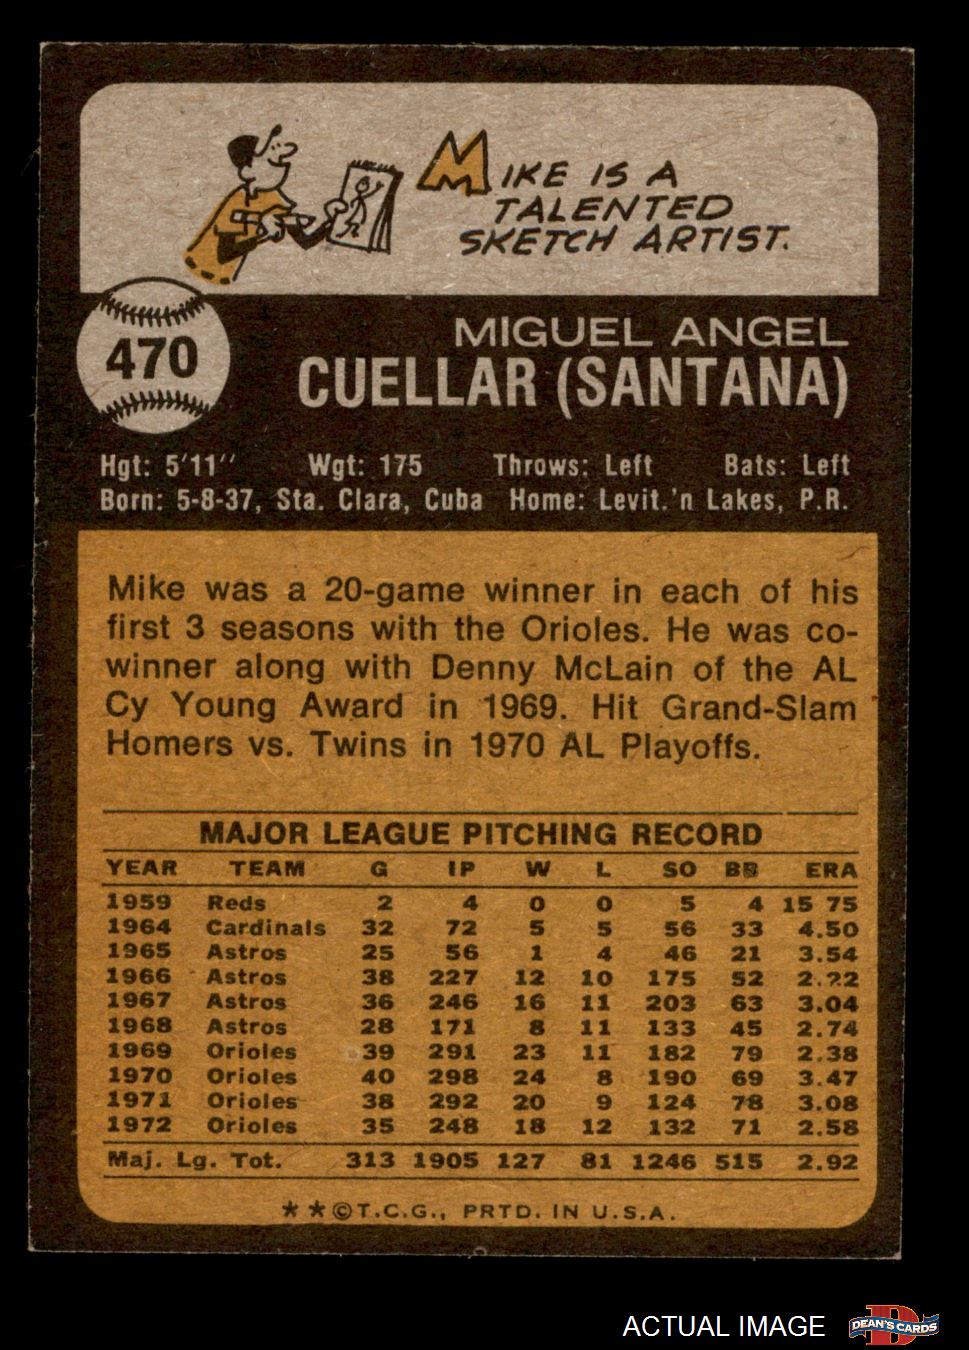 MIKE IS A
TALENTED
SKETCH ARTIST.
470
MIGUEL ANGEL
CUELLAR (SANTANA)
Hgt: 5'11" Wgt: 175 Throws: Left Bats: Left
Born: 5-8-37, Sta. Clara, Cuba Home: Levit.'n Lakes, P.R.
Mike was a 20-game winner in each of his
first 3 seasons with the Orioles. He was co-
winner along with Denny McLain of the AL
Cy Young Award in 1969. Hit Grand-Slam
Homers vs. Twins in 1970 AL Playoffs.
MAJOR LEAGUE PITCHING RECORD
YEAR TEAM G IP W L SO BB ERA
1959 Reds 2 4 0 0 5 4 15 75
1964 Cardinals 32 72 5 5 56 33 4.50
1965 Astros 25 56 1 4 46 21 3.54
1966 Astros 38 227 12 10 175 52 2.22
1967 Astros 36 246 16 11 203 63 3.04
1968 Astros 28 171 8 11 133 45 2.74
1969 Orioles 39 291 23 11 182 79 2.38
1970 Orioles 40 298 24 8 190 69 3.47
1971 Orioles 38 292 20 9 124 78 3.08
1972 Orioles 35 248 18 12 132 71 2.58
Maj. Lg. Tot. 313 1905 127 81 1246 515 2.92
**©T.C.G., PRTD. IN U.S.A.
ACTUAL IMAGE
D
DEAN'S CARDS